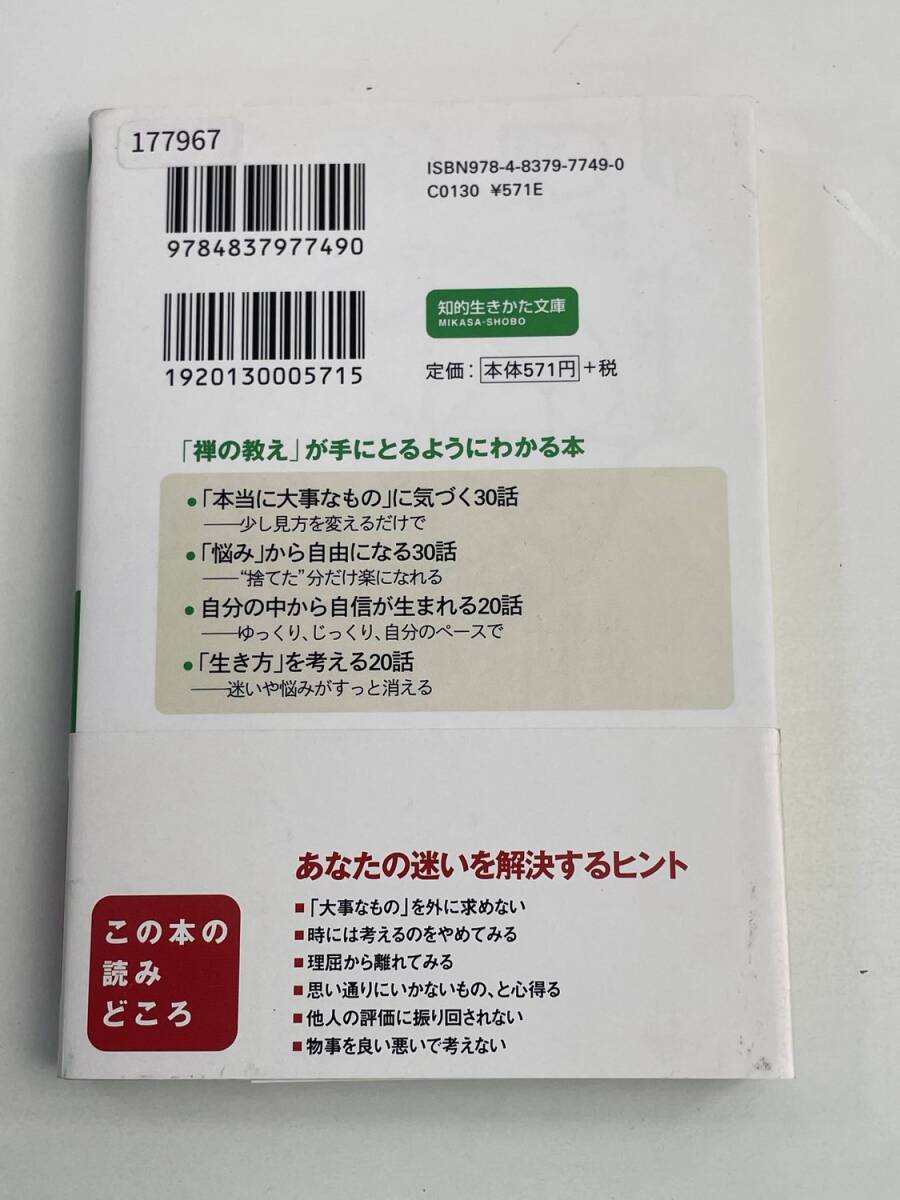 177967
ISBN978-4-8379-7749-0
C0130 ¥571E
9784837977490
知的生きかた文庫
MIKASA-SHOBO
1920130005715
定価：本体571円+税
「禅の教え」が手にとるようにわかる本
●「本当に大事なもの」に気づく30話
――少し見方を変えるだけで
●「悩み」から自由になる30話
――“捨てた”分だけ楽になれる
●自分の中から自信が生まれる20話
――ゆっくり、じっくり、自分のペースで
●「生き方」を考える20話
――迷いや悩みがすっと消える
あなたの迷いを解決するヒント
■「大事なもの」を外に求めない
■時には考えるのをやめてみる
■理屈から離れてみる
■思い通りにいかないもの、と心得る
■他人の評価に振り回されない
■物事を良い悪いで考えない
この本の
読み
どころ